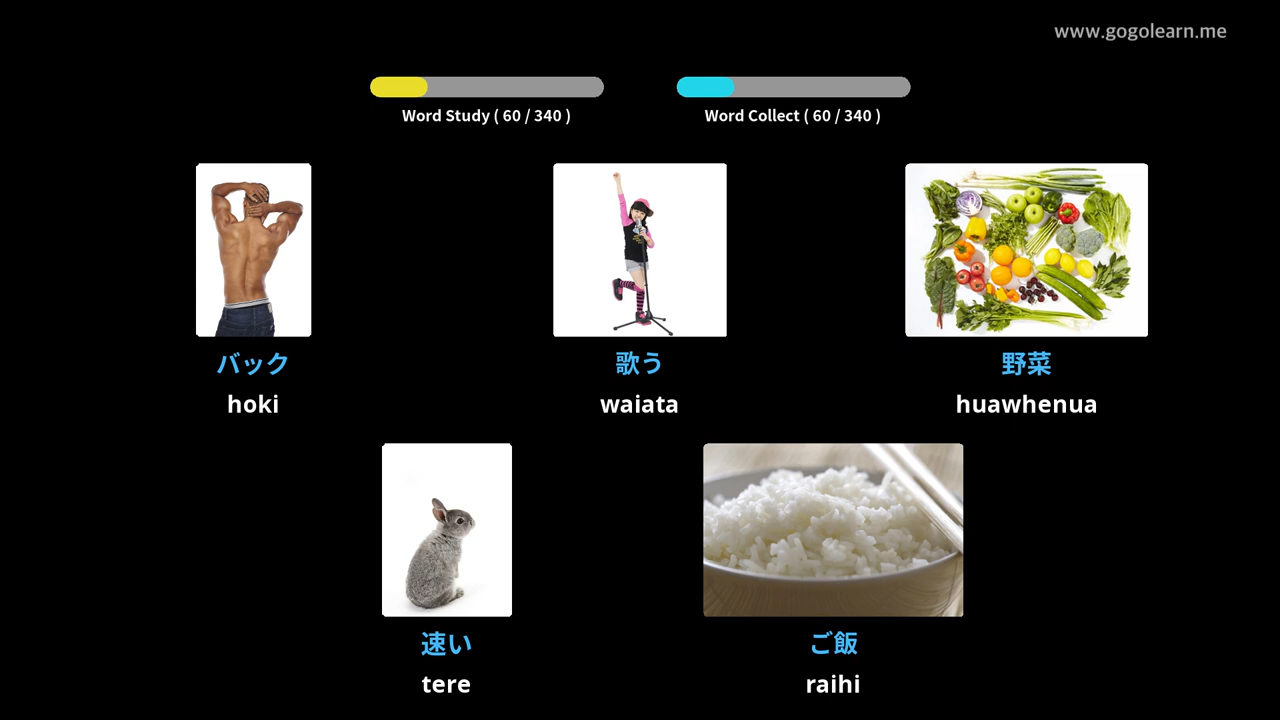 www.gogolearn.me
Word Study ( 60 / 340 )
Word Collect ( 60 / 340 )
バック
hoki
歌う
waiata
野菜
huawhenua
速い
tere
ご飯
raihi